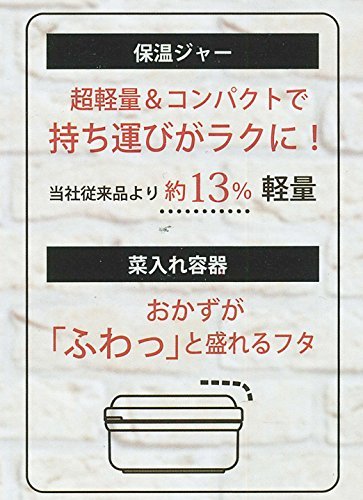 保温ジャー
超軽量＆コンパクトで
持ち運びがラクに！
当社従来品より 約13% 軽量
菜入れ容器
おかずが
「ふわっ」と盛れるフタ